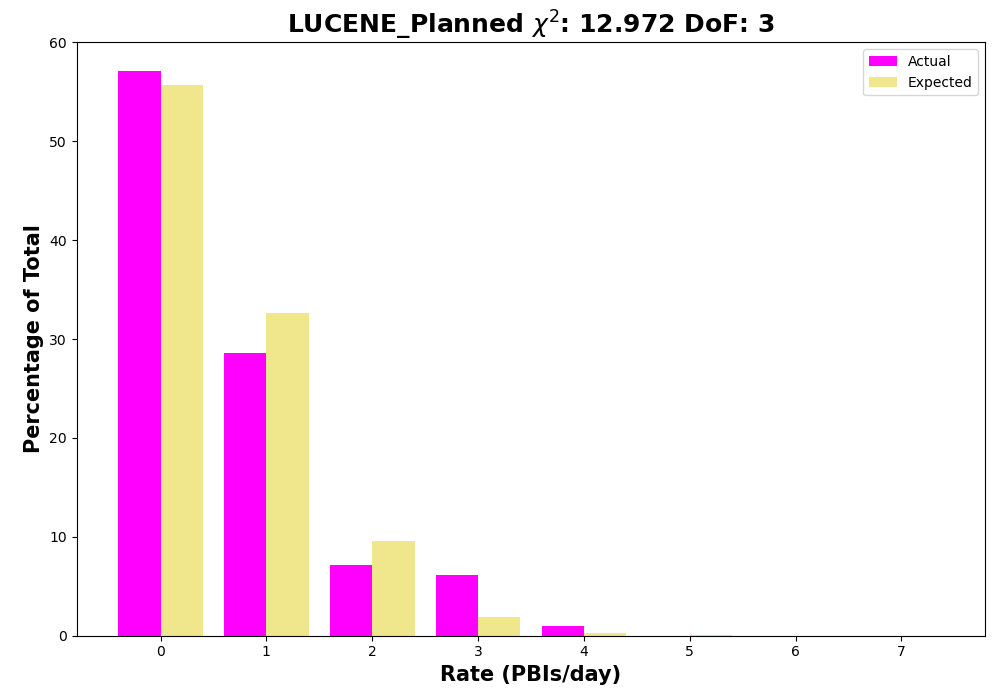 LUCENE_Planned χ²: 12.972 DoF: 3
Actual
Expected
Percentage of Total
60
50
40
30
20
10
0
0 1 2 3 4 5 6 7
Rate (PBIs/day)